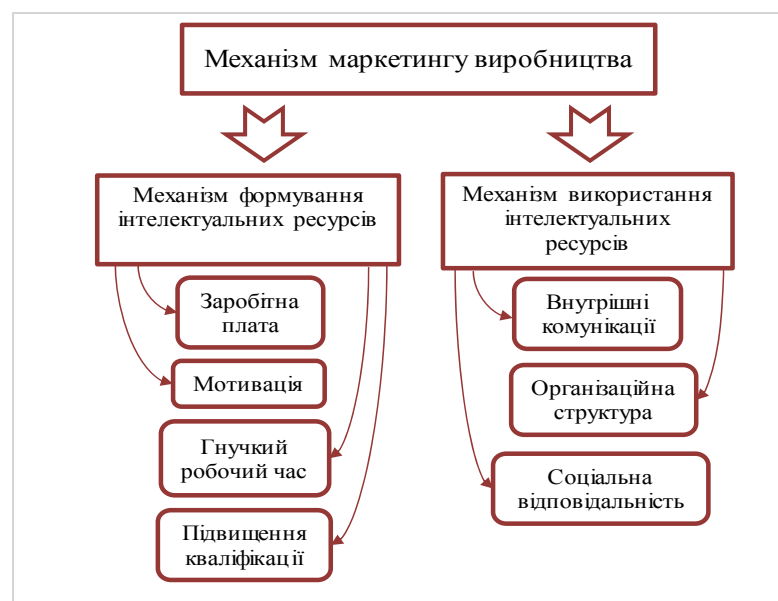 Механізм маркетингу виробництва
Механізм формування
інтелектуальних ресурсів
Заробітна
плата
Мотивація
Гнучкий
робочий час
Підвищення
кваліфікації
Механізм використання
інтелектуальних
ресурсів
Внутрішні
комунікації
Організаційна
структура
Соціальна
відповідальність